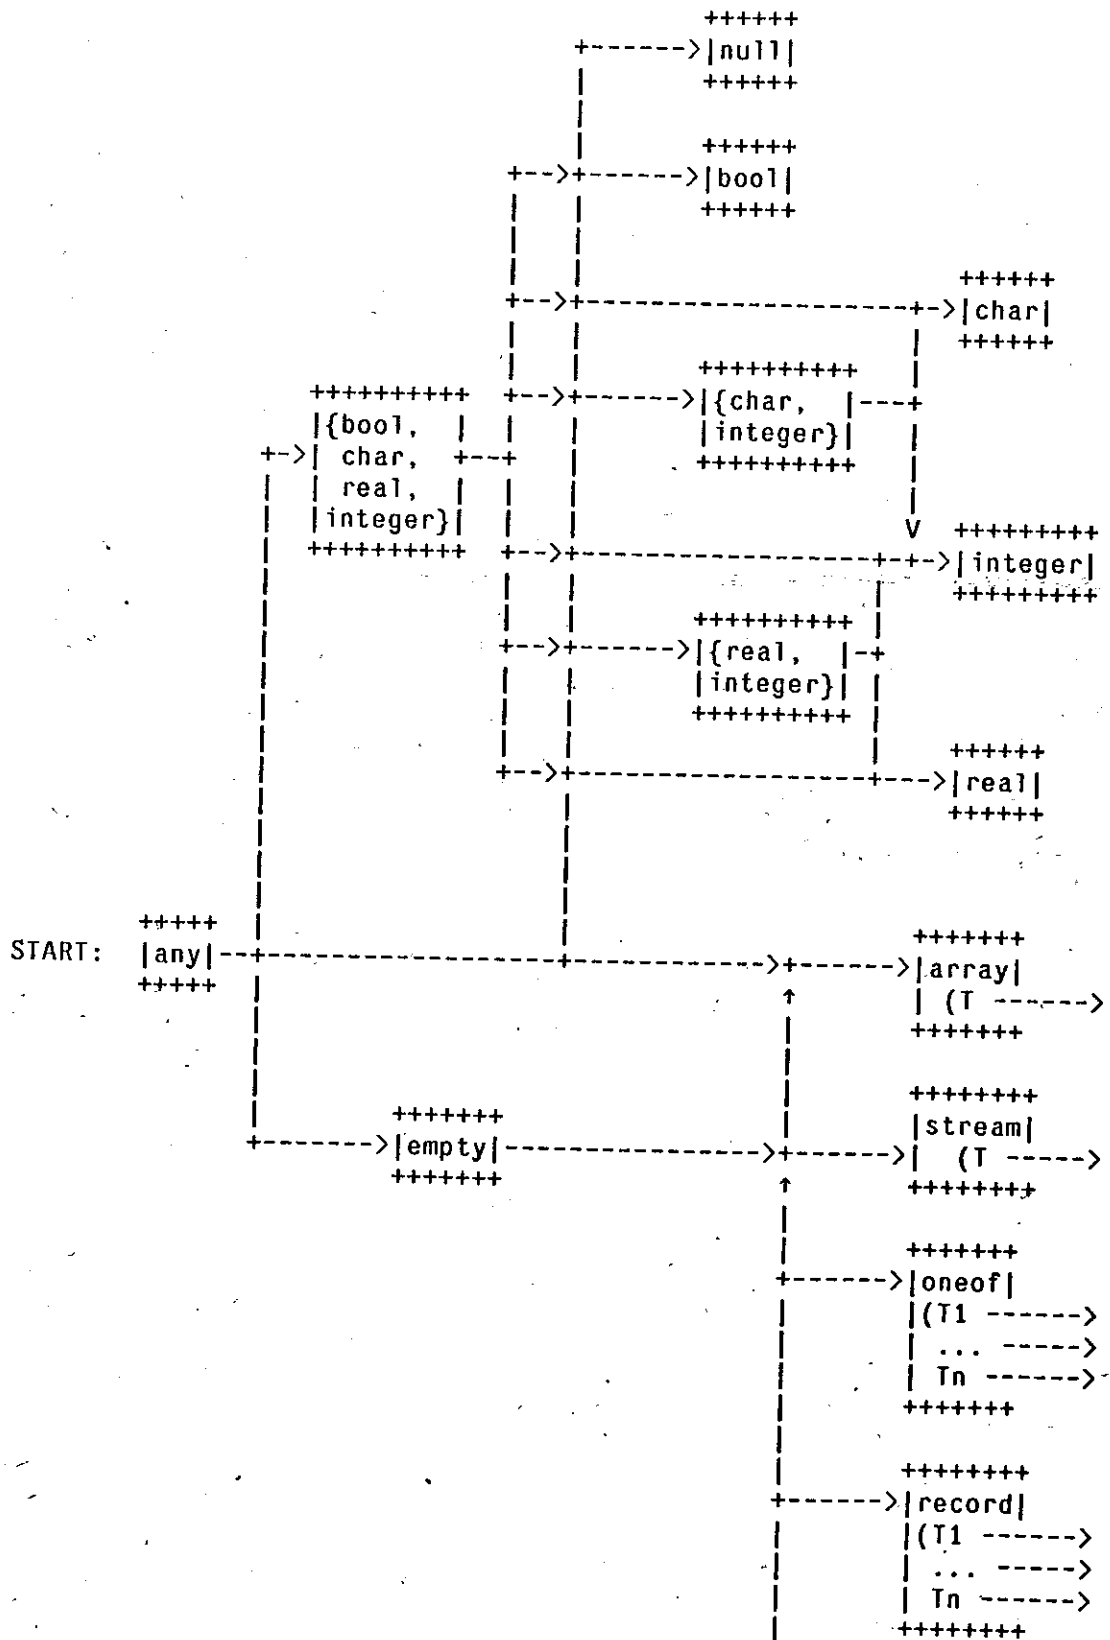 ++++++
+------>|null|
++++++
++++++
+-->+------>|bool|
++++++
++++++
+-->+--------------------+->|char|
++++++
++++++++++
++++++++++ +-->+------>|{char, |----+
|{bool, | |integer}|
+->| char, +---+ ++++++++++
| real, |
|integer}| V +++++++++
++++++++++ +-->+------------------+-+->|integer|
+++++++++
++++++++++
+-->+------>|{real, |-+
|integer}|
++++++++++
++++++
+-->+------------------+--->|real|
++++++
+++++ +++++++
START: |any|--+-------------------+------------->+------>|array|
+++++ ↑ | (T ------>
+++++++
++++++++
+++++++ |stream|
+------->|empty|---------------->+------>| (T ----->
+++++++ ↑ ++++++++
+++++++
+------>|oneof|
|(T1 ------>
| ... ----->
| Tn ------>
+++++++
++++++++
+------>|record|
|(T1 ------>
| ... ----->
| Tn ------>
++++++++